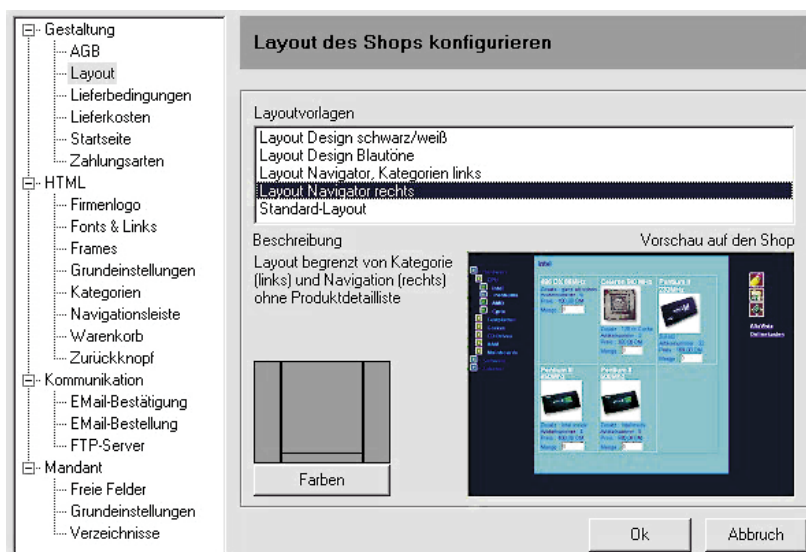 Gestaltung
AGB
Layout
Lieferbedingungen
Lieferkosten
Startseite
Zahlungsarten
HTML
Firmenlogo
Fonts & Links
Frames
Grundeinstellungen
Kategorien
Navigationsleiste
Warenkorb
Zurückknopf
Kommunikation
EMail-Bestätigung
EMail-Bestellung
FTP-Server
Mandant
Freie Felder
Grundeinstellungen
Verzeichnisse
Layout des Shops konfigurieren
Layoutvorlagen
Layout Design schwarz/weiß
Layout Design Blautöne
Layout Navigator, Kategorien links
Layout Navigator rechts
Standard-Layout
Beschreibung
Layout begrenzt von Kategorie
(links) und Navigation (rechts)
ohne Produktdetailliste
Farben
Vorschau auf den Shop
Intel
Ok
Abbruch